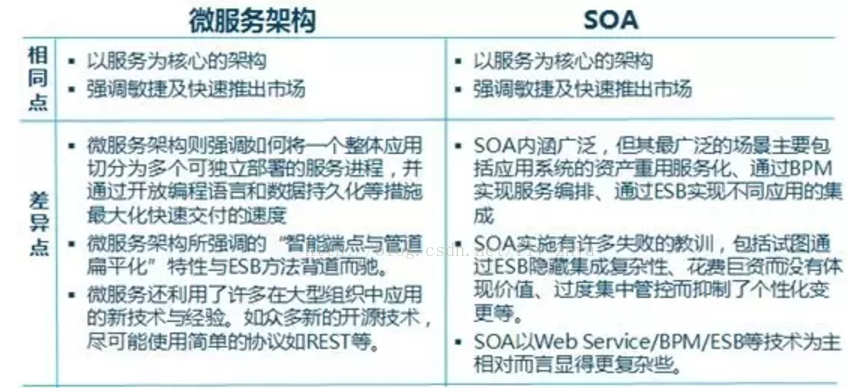 微服务架构
SOA
相同点
▪ 以服务为核心的架构
▪ 强调敏捷及快速推出市场
▪ 以服务为核心的架构
▪ 强调敏捷及快速推出市场
差异点
▪ 微服务架构则强调如何将一个整体应用
切分为多个可独立部署的服务进程，并
通过开放编程语言和数据持久化等措施
最大化快速交付的速度
▪ 微服务架构所强调的“智能端点与管道
扁平化”特性与ESB方法背道而驰。
▪ 微服务还利用了许多在大型组织中应用
的新技术与经验。如众多新的开源技术，
尽可能使用简单的协议如REST等。
▪ SOA内涵广泛，但其最广泛的场景主要包
括应用系统的资产重用服务化、通过BPM
实现服务编排、通过ESB实现不同应用的集
成
▪ SOA实施有许多失败的教训，包括试图通
过ESB隐藏集成复杂性、花费巨资而没有体
现价值、过度集中管控而抑制了个性化变
更等。
▪ SOA以Web Service/BPM/ESB等技术为主
相对而言显得更复杂些。